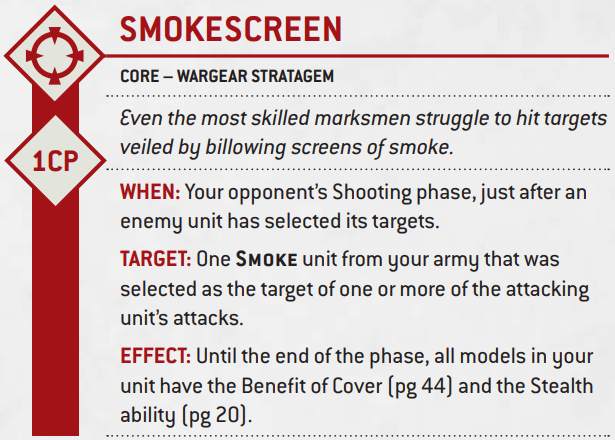 SMOKESCREEN
CORE – WARGEAR STRATAGEM
Even the most skilled marksmen struggle to hit targets
veiled by billowing screens of smoke.
1CP
WHEN: Your opponent's Shooting phase, just after an
enemy unit has selected its targets.
TARGET: One SMOKE unit from your army that was
selected as the target of one or more of the attacking
unit's attacks.
EFFECT: Until the end of the phase, all models in your
unit have the Benefit of Cover (pg 44) and the Stealth
ability (pg 20).